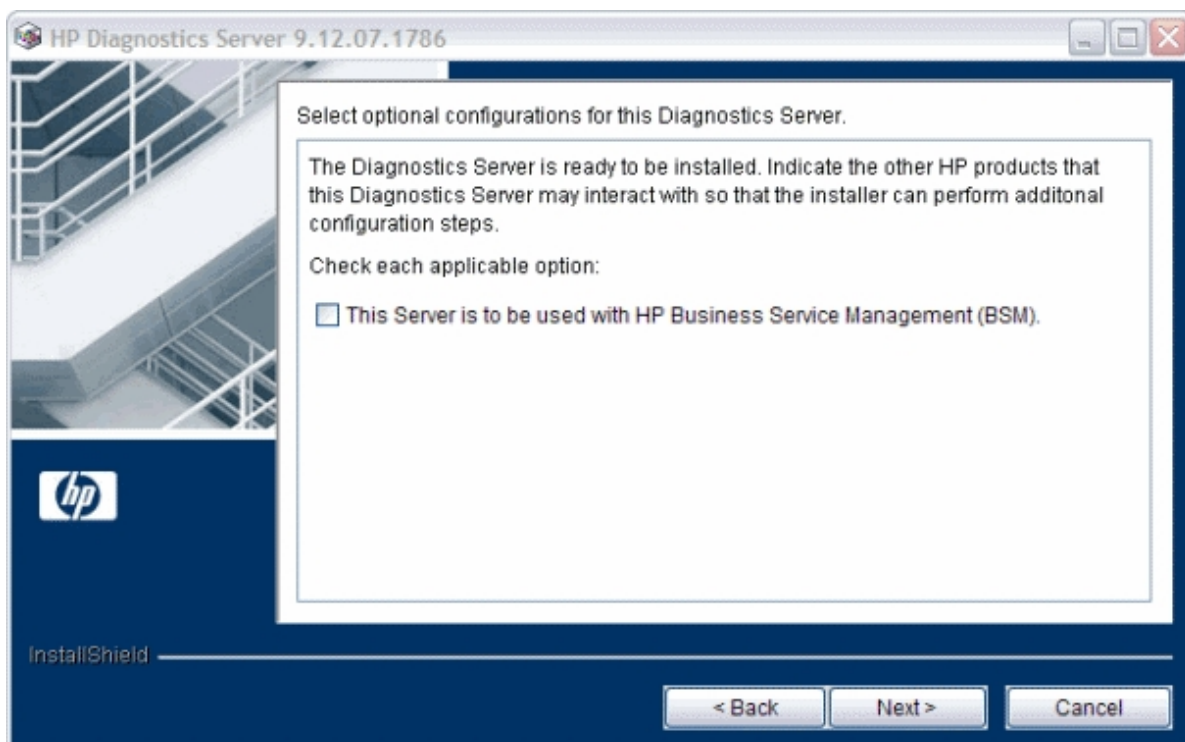 HP Diagnostics Server 9.12.07.1786
Select optional configurations for this Diagnostics Server.
The Diagnostics Server is ready to be installed. Indicate the other HP products that
this Diagnostics Server may interact with so that the installer can perform additonal
configuration steps.
Check each applicable option:
This Server is to be used with HP Business Service Management (BSM).
hp
InstallShield
< Back
Next >
Cancel